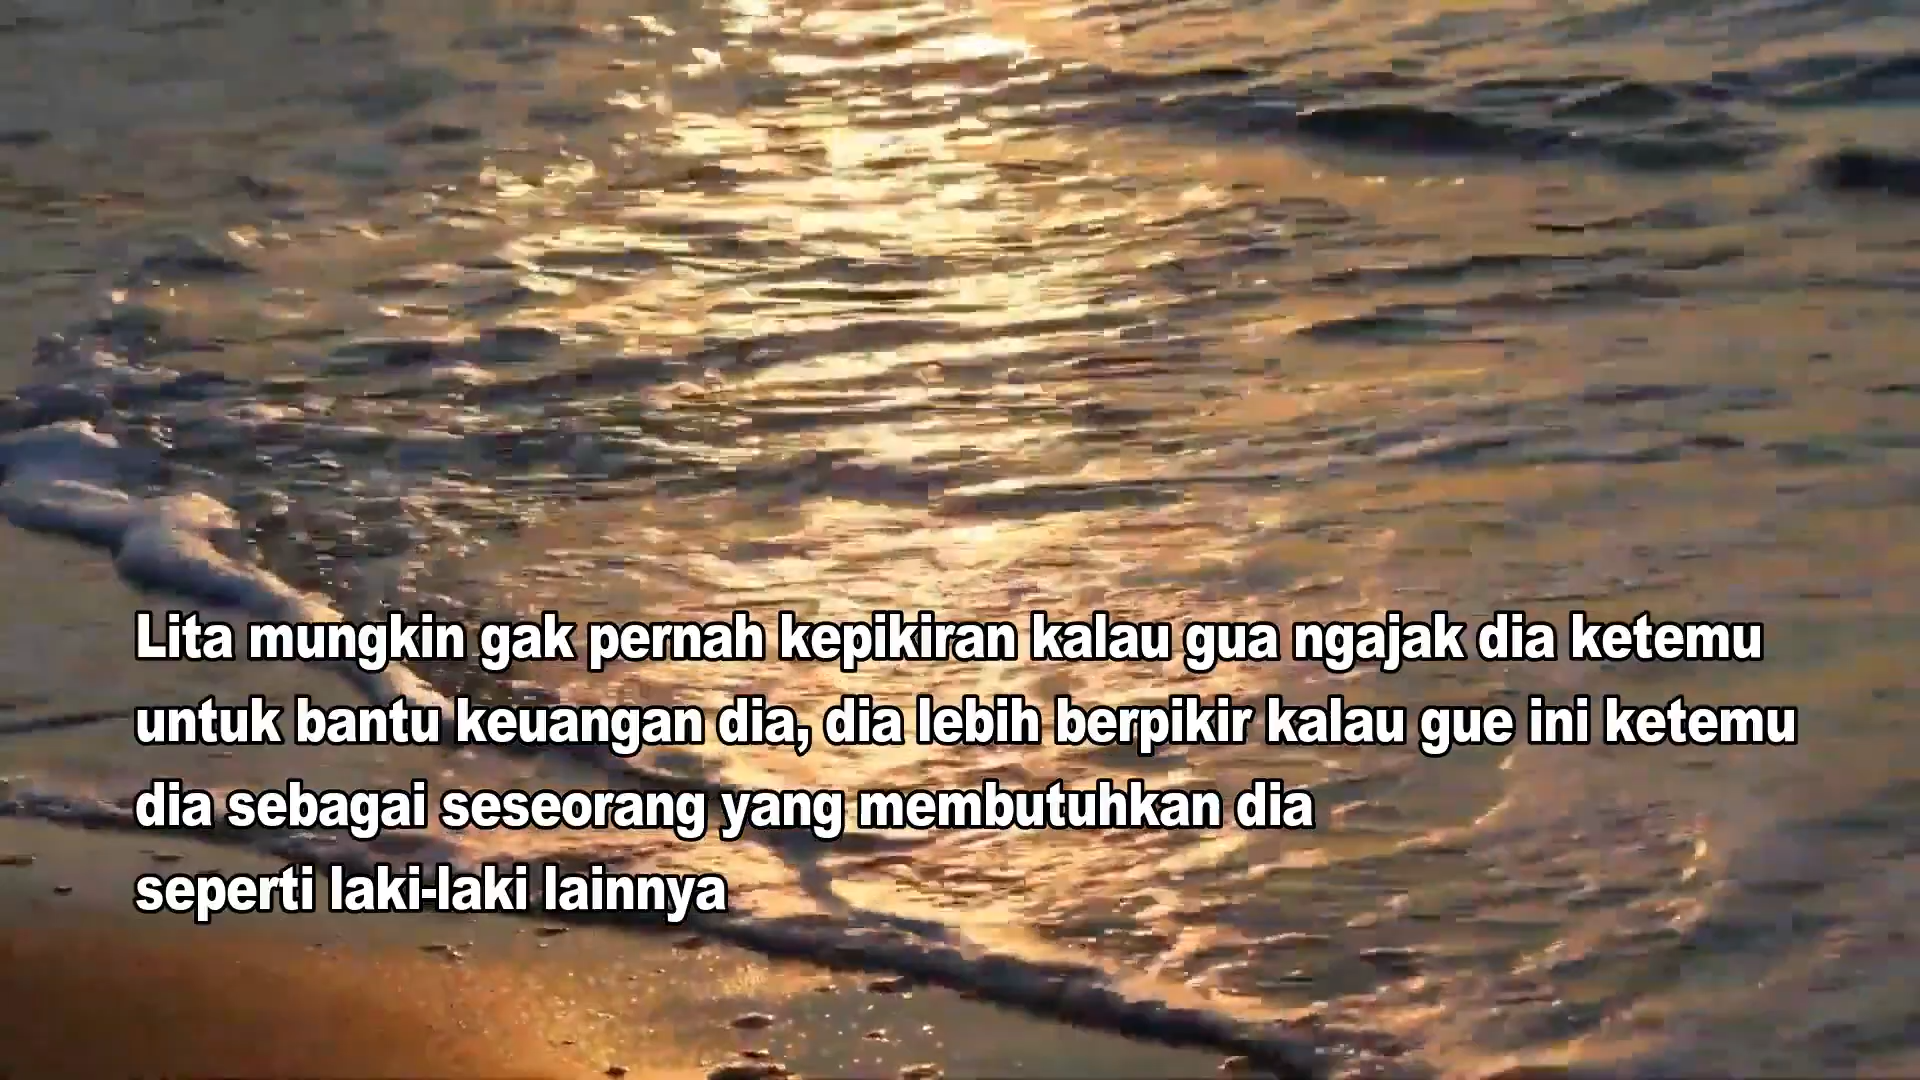 Lita mungkin gak pernah kepikiran kalau gua ngajak dia ketemu
untuk bantu keuangan dia, dia lebih berpikir kalau gue ini ketemu
dia sebagai seseorang yang membutuhkan dia
seperti laki-laki lainnya